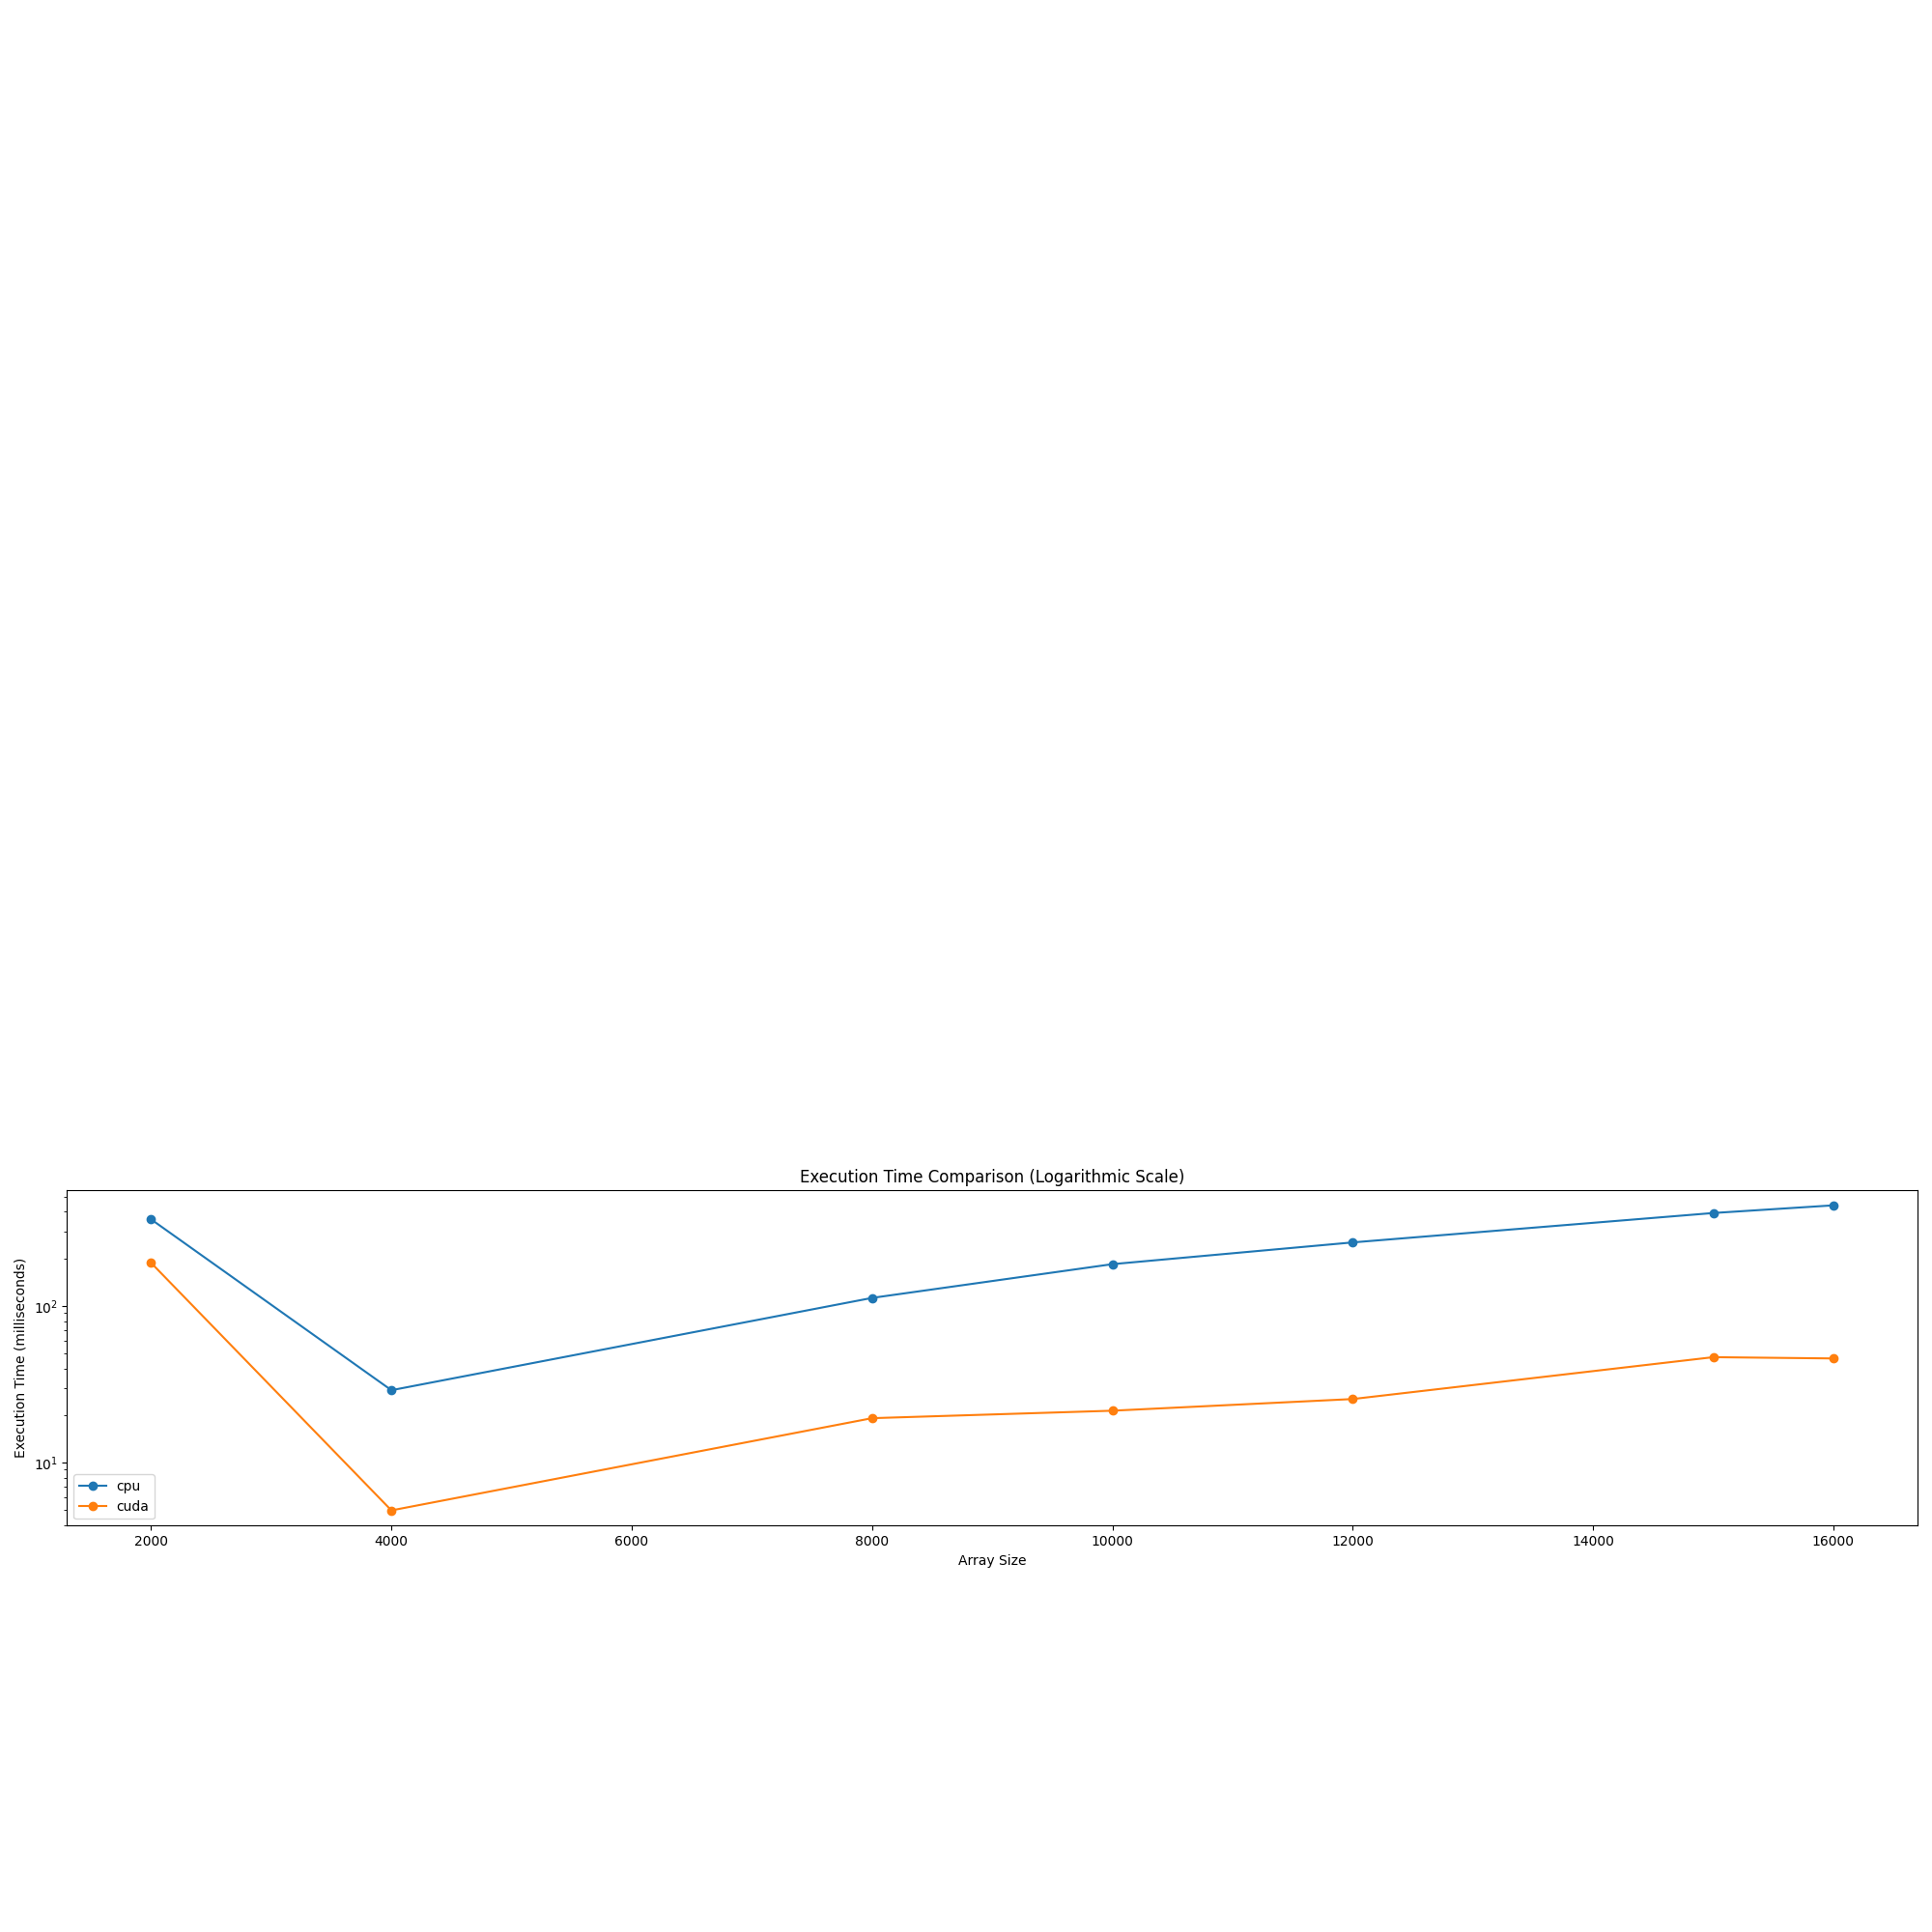 Execution Time Comparison (Logarithmic Scale)
Execution Time (milliseconds)
10²
10¹
cpu
cuda
2000 4000 6000 8000 10000 12000 14000 16000
Array Size